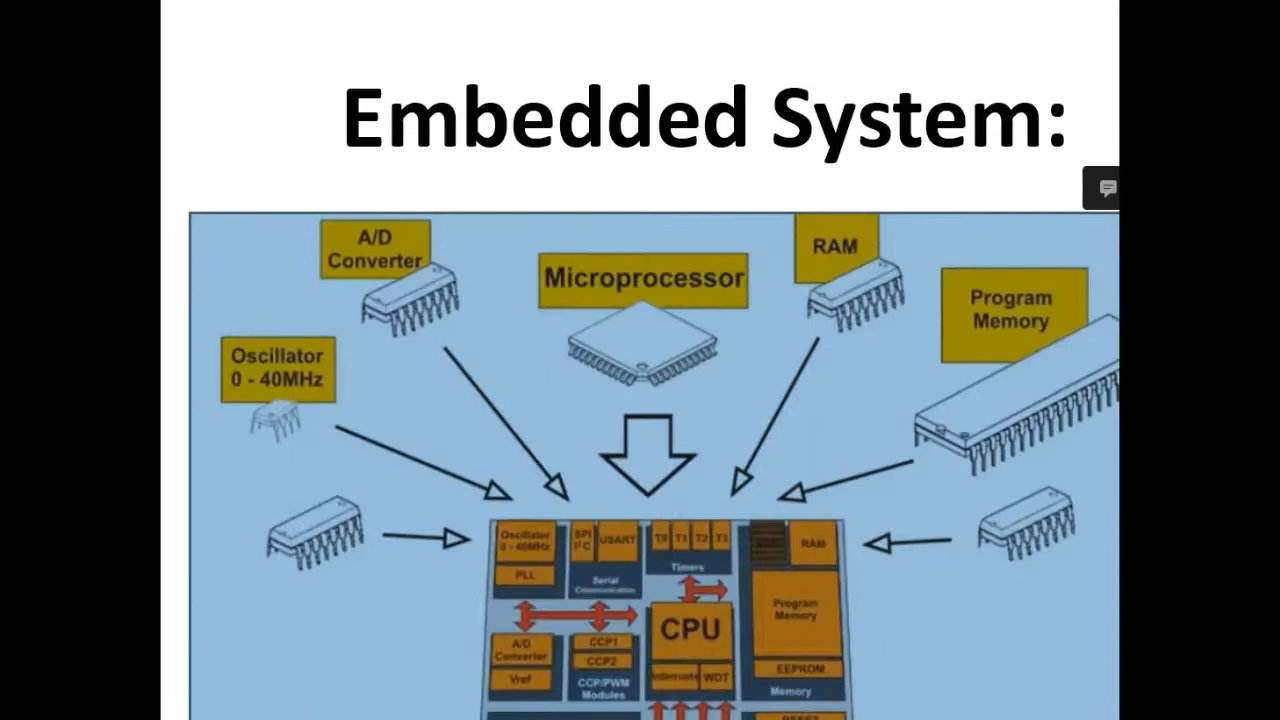 Embedded System:
A/D
Converter
Microprocessor
RAM
Program
Memory
Oscillator
0 - 40MHz
Oscillator
0 - 40MHz
PLL
SPI
I²C
USART
Serial
Communication
T0
T1
T2
T3
Timers
RAM
Program
Memory
EEPROM
Memory
CPU
Interrupts
WDT
A/D
Converter
Vref
CCP1
CCP2
CCP/PWM
Modules